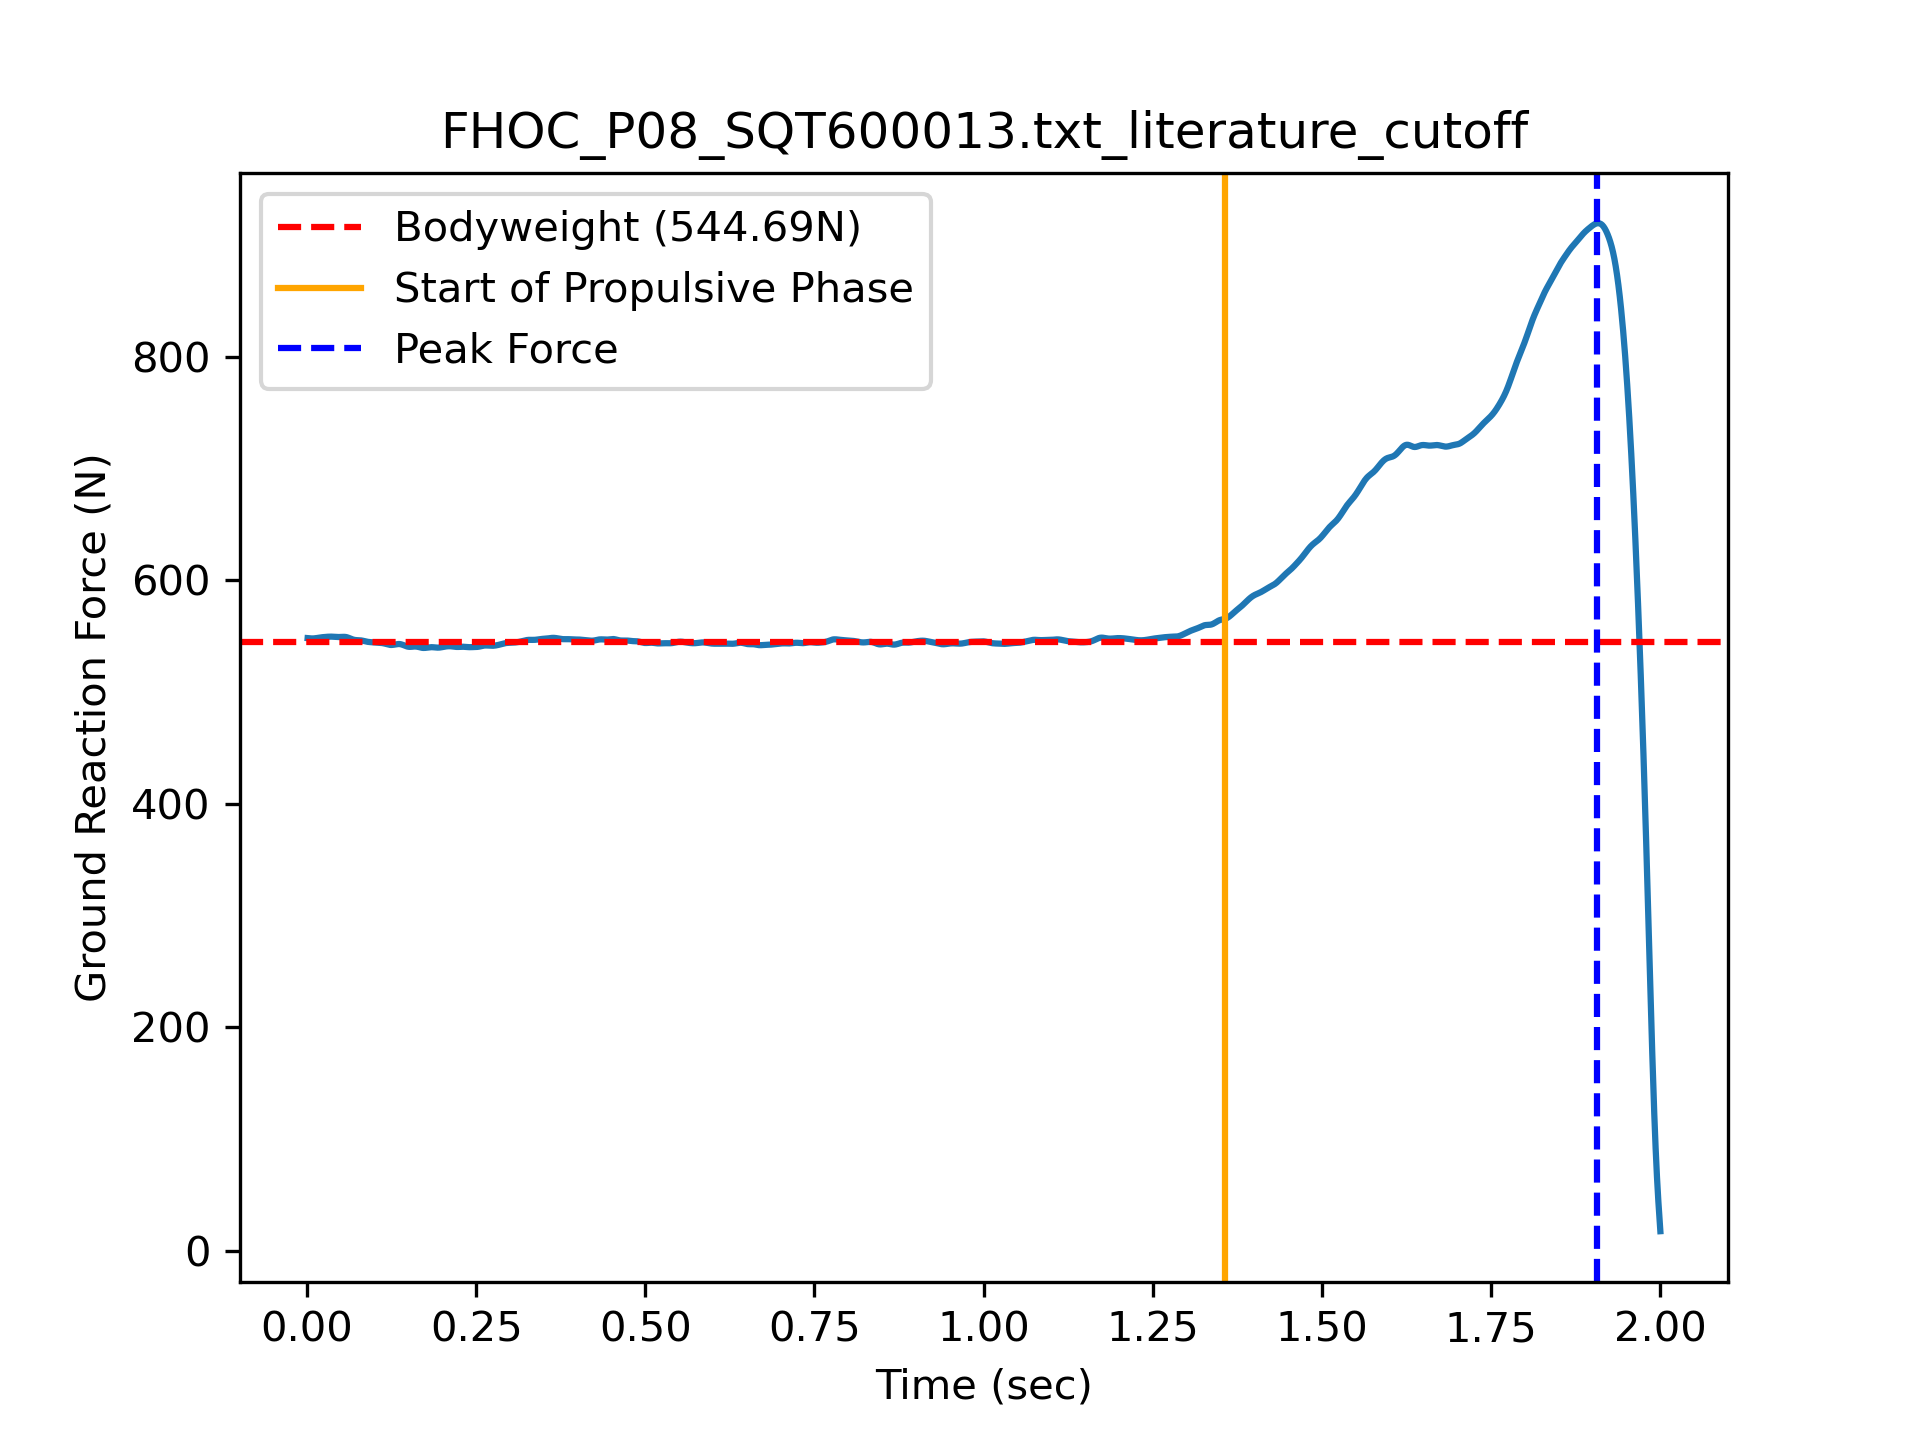 FHOC_P08_SQT600013.txt_literature_cutoff
Bodyweight (544.69N)
Start of Propulsive Phase
Peak Force
Ground Reaction Force (N)
800
600
400
200
0
0.00 0.25 0.50 0.75 1.00 1.25 1.50 1.75 2.00
Time (sec)